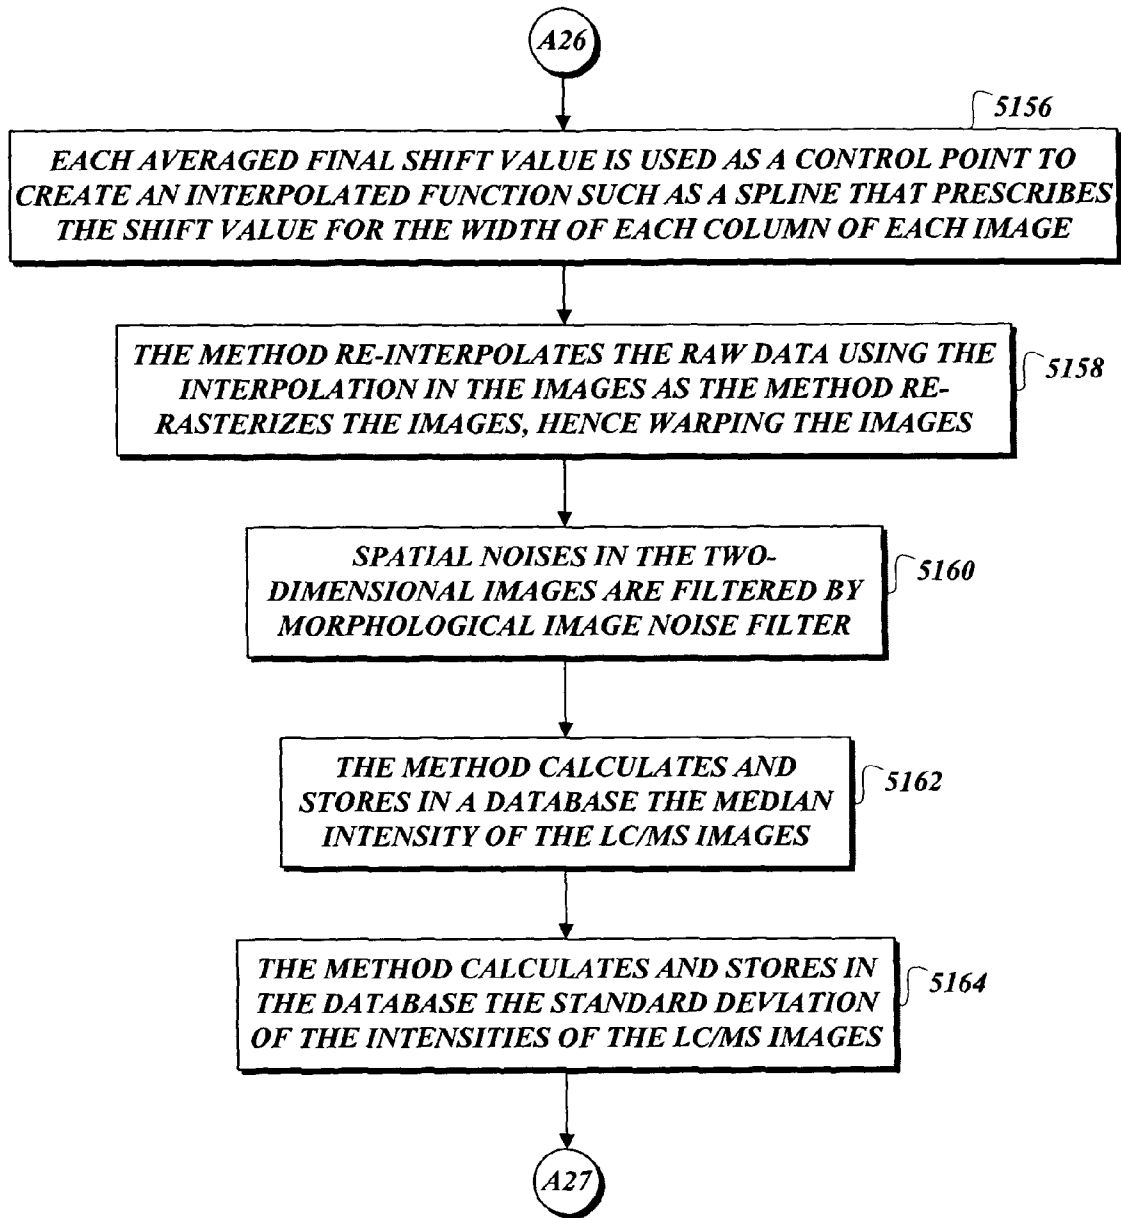 A26
5156
EACH AVERAGED FINAL SHIFT VALUE IS USED AS A CONTROL POINT TO
CREATE AN INTERPOLATED FUNCTION SUCH AS A SPLINE THAT PRESCRIBES
THE SHIFT VALUE FOR THE WIDTH OF EACH COLUMN OF EACH IMAGE
THE METHOD RE-INTERPOLATES THE RAW DATA USING THE
INTERPOLATION IN THE IMAGES AS THE METHOD RE-
RASTERIZES THE IMAGES, HENCE WARPING THE IMAGES
5158
SPATIAL NOISES IN THE TWO-
DIMENSIONAL IMAGES ARE FILTERED BY
MORPHOLOGICAL IMAGE NOISE FILTER
5160
THE METHOD CALCULATES AND
STORES IN A DATABASE THE MEDIAN
INTENSITY OF THE LC/MS IMAGES
5162
THE METHOD CALCULATES AND STORES IN
THE DATABASE THE STANDARD DEVIATION
OF THE INTENSITIES OF THE LC/MS IMAGES
5164
A27